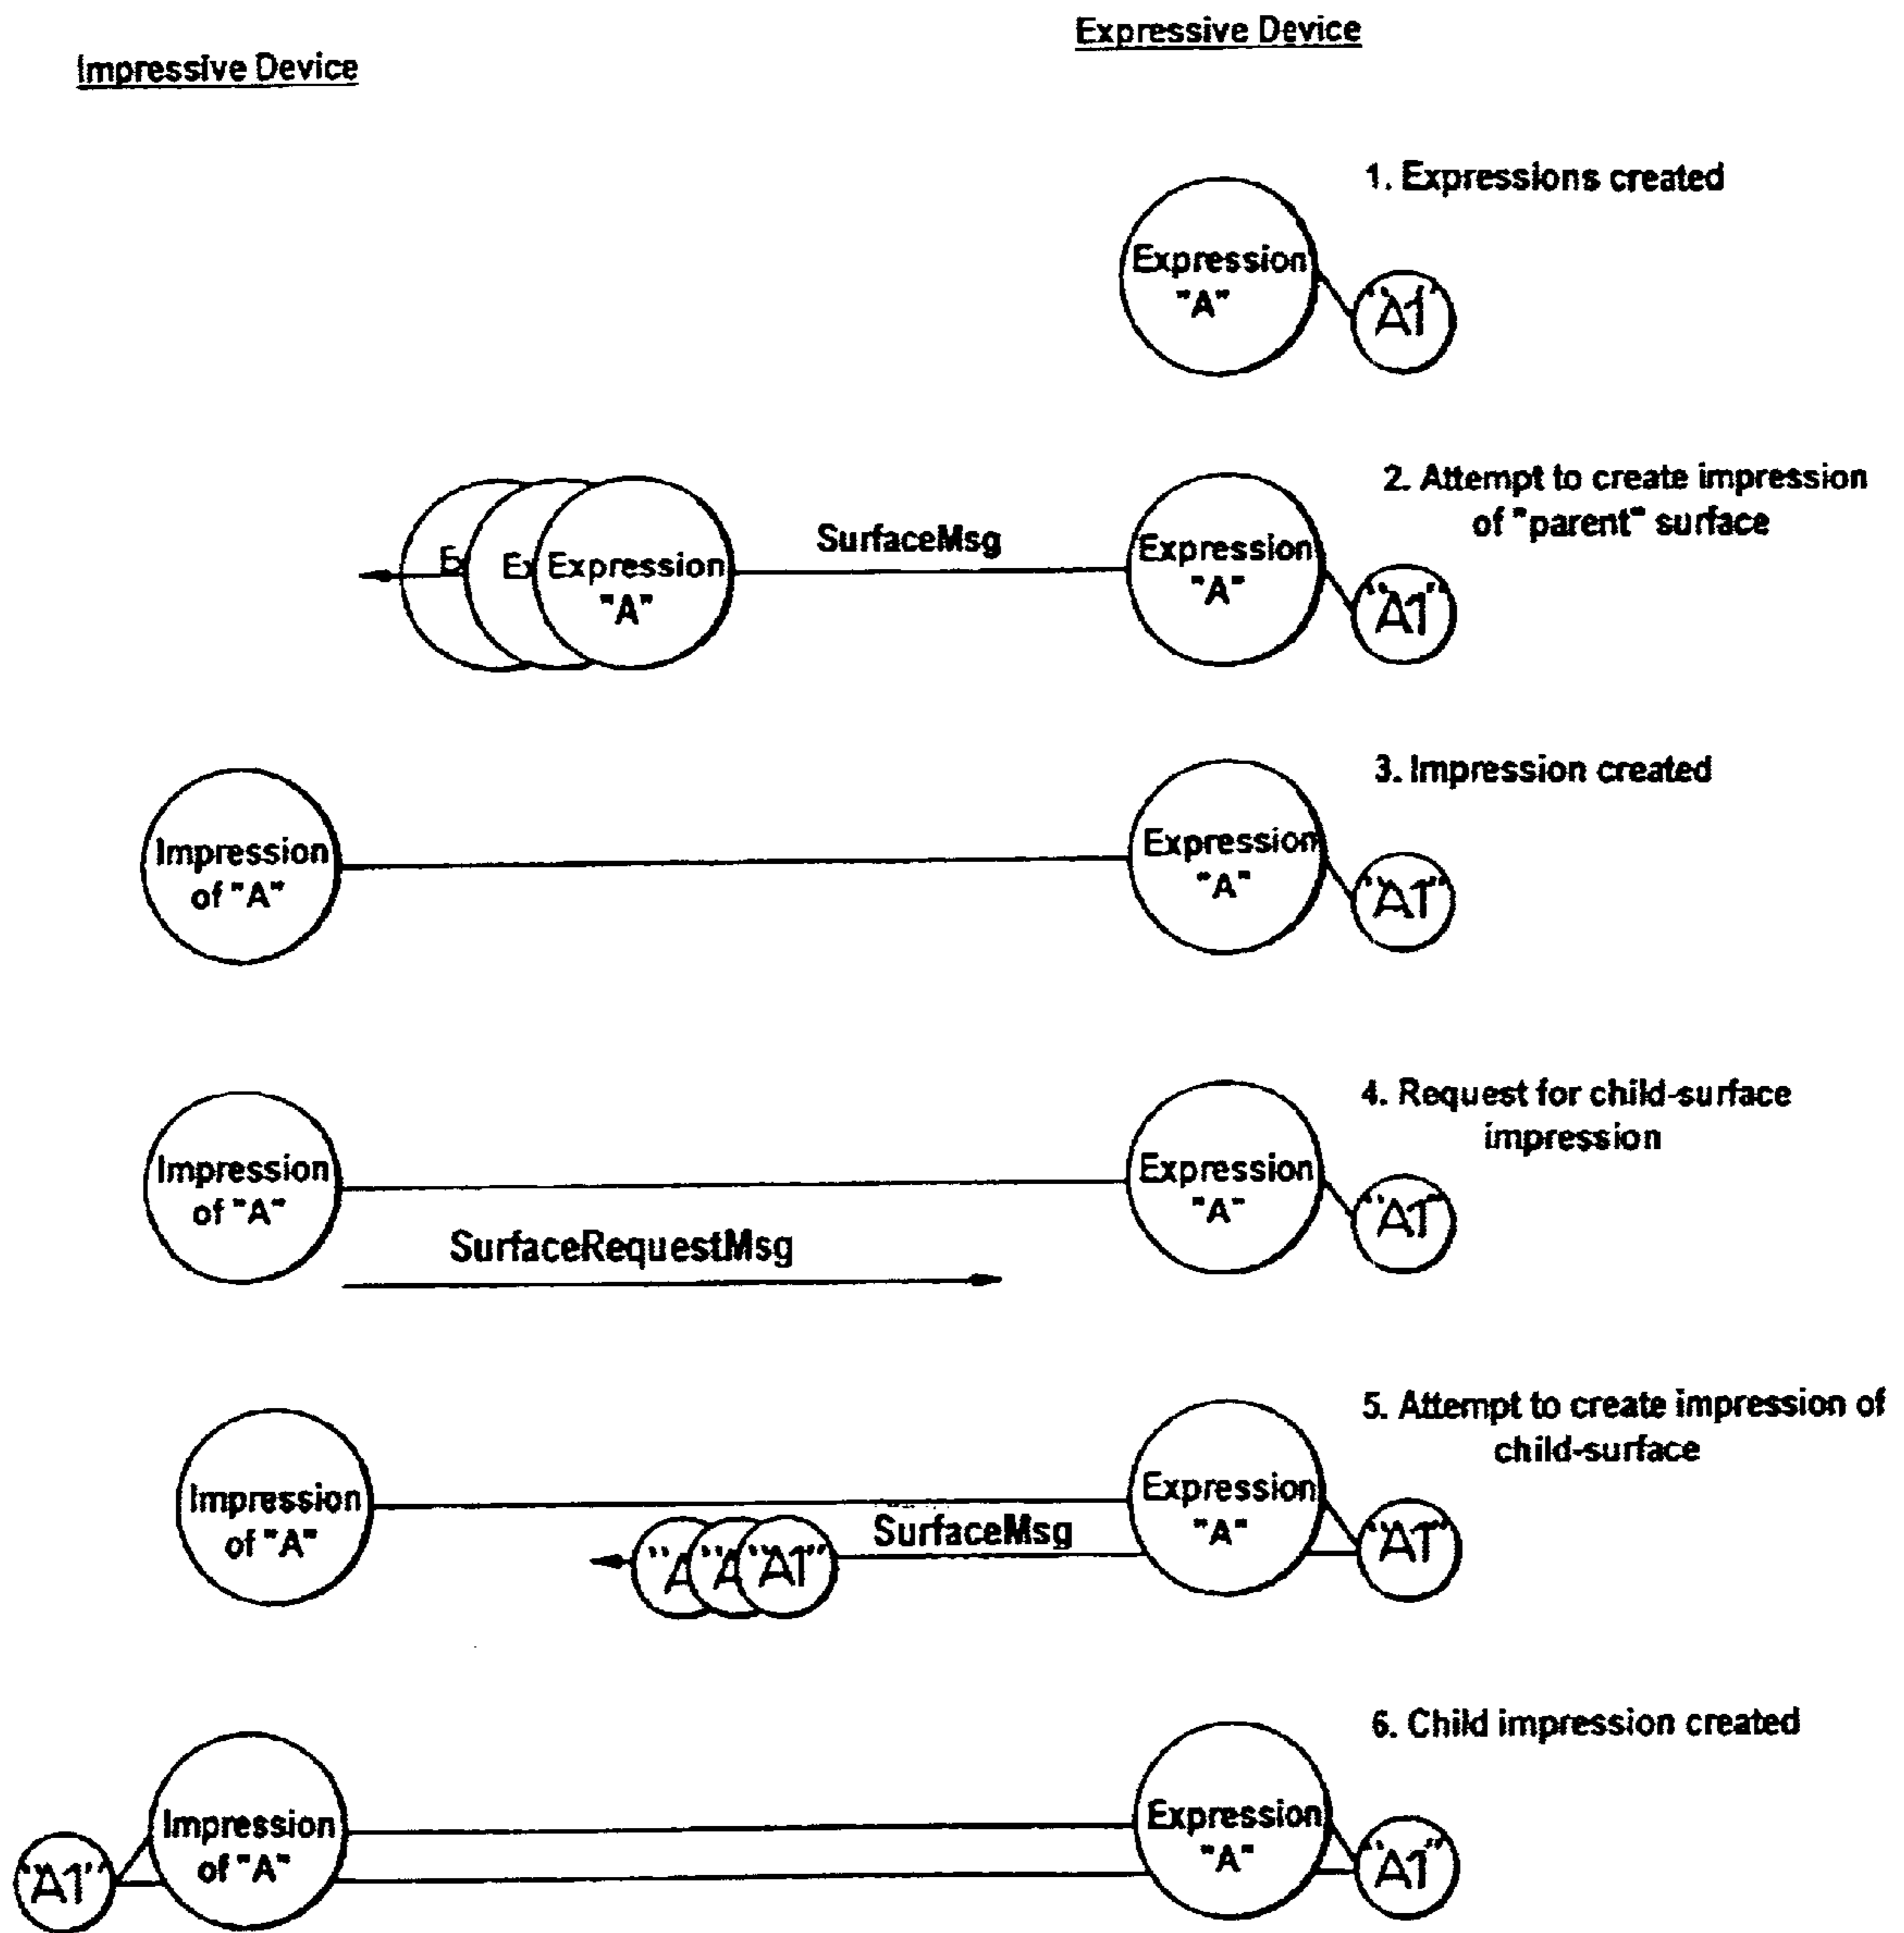 Impressive Device
Expressive Device
1. Expressions created
Expression
"A"
"A1"
2. Attempt to create impression
of "parent" surface
Ex
Ex
Expression
"A"
SurfaceMsg
Expression
"A"
"A1"
3. Impression created
Impression
of "A"
Expression
"A"
"A1"
4. Request for child-surface
impression
Impression
of "A"
Expression
"A"
"A1"
SurfaceRequestMsg
5. Attempt to create impression of
child-surface
Impression
of "A"
"A
"A
"A1"
SurfaceMsg
Expression
"A"
"A1"
6. Child impression created
"A1"
Impression
of "A"
Expression
"A"
"A1"